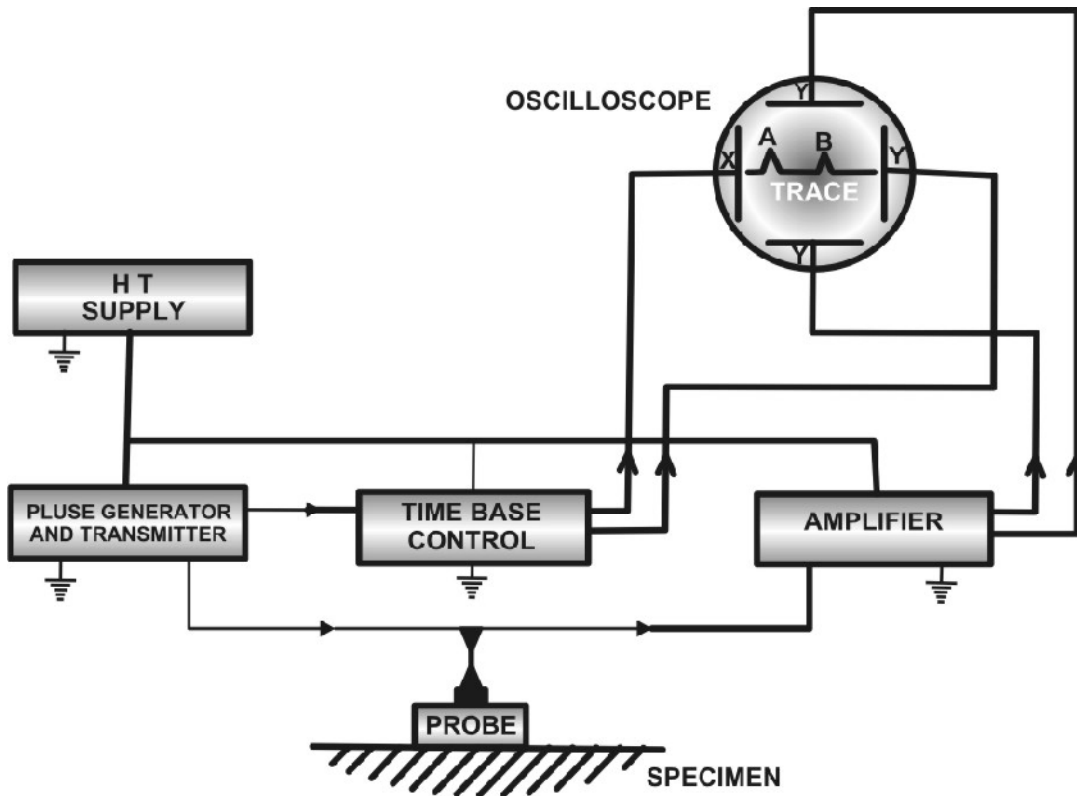 OSCILLOSCOPE
Y
A B
X Y
TRACE
Y
H T
SUPPLY
PLUSE GENERATOR
AND TRANSMITTER
TIME BASE
CONTROL
AMPLIFIER
PROBE
SPECIMEN